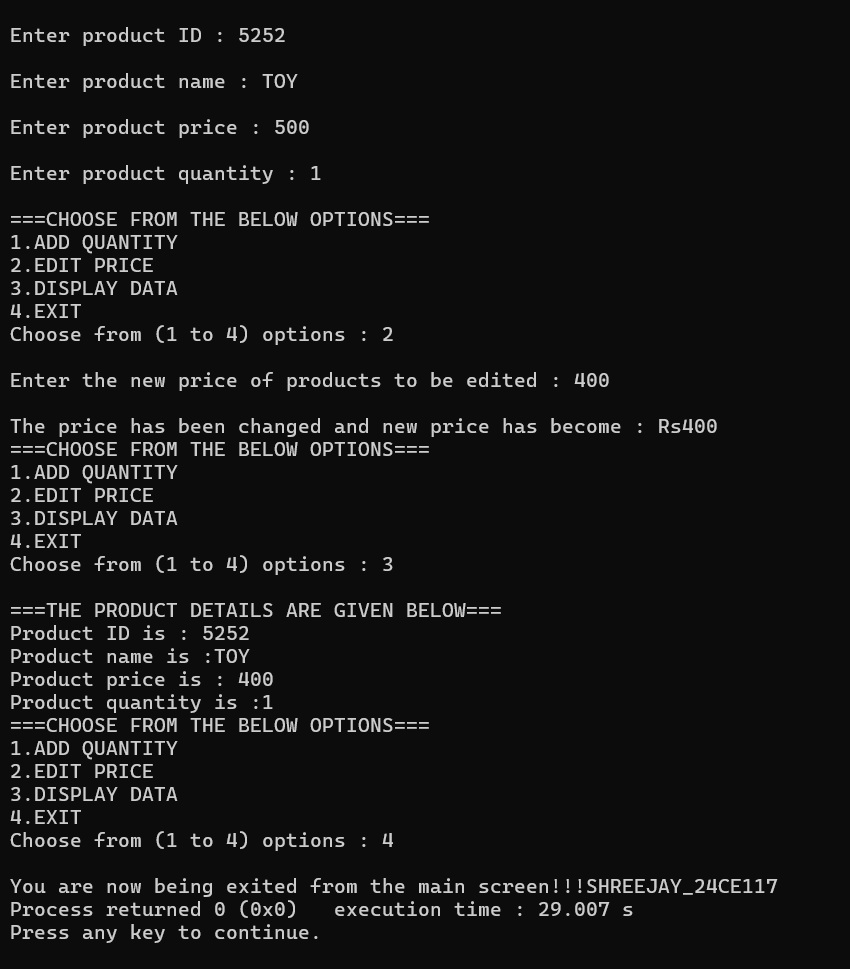 Enter product ID : 5252
Enter product name : TOY
Enter product price : 500
Enter product quantity : 1
===CHOOSE FROM THE BELOW OPTIONS===
1.ADD QUANTITY
2.EDIT PRICE
3.DISPLAY DATA
4.EXIT
Choose from (1 to 4) options : 2
Enter the new price of products to be edited : 400
The price has been changed and new price has become : Rs400
===CHOOSE FROM THE BELOW OPTIONS===
1.ADD QUANTITY
2.EDIT PRICE
3.DISPLAY DATA
4.EXIT
Choose from (1 to 4) options : 3
===THE PRODUCT DETAILS ARE GIVEN BELOW===
Product ID is : 5252
Product name is :TOY
Product price is : 400
Product quantity is :1
===CHOOSE FROM THE BELOW OPTIONS===
1.ADD QUANTITY
2.EDIT PRICE
3.DISPLAY DATA
4.EXIT
Choose from (1 to 4) options : 4
You are now being exited from the main screen!!!SHREEJAY_24CE117
Process returned 0 (0x0)   execution time : 29.007 s
Press any key to continue.